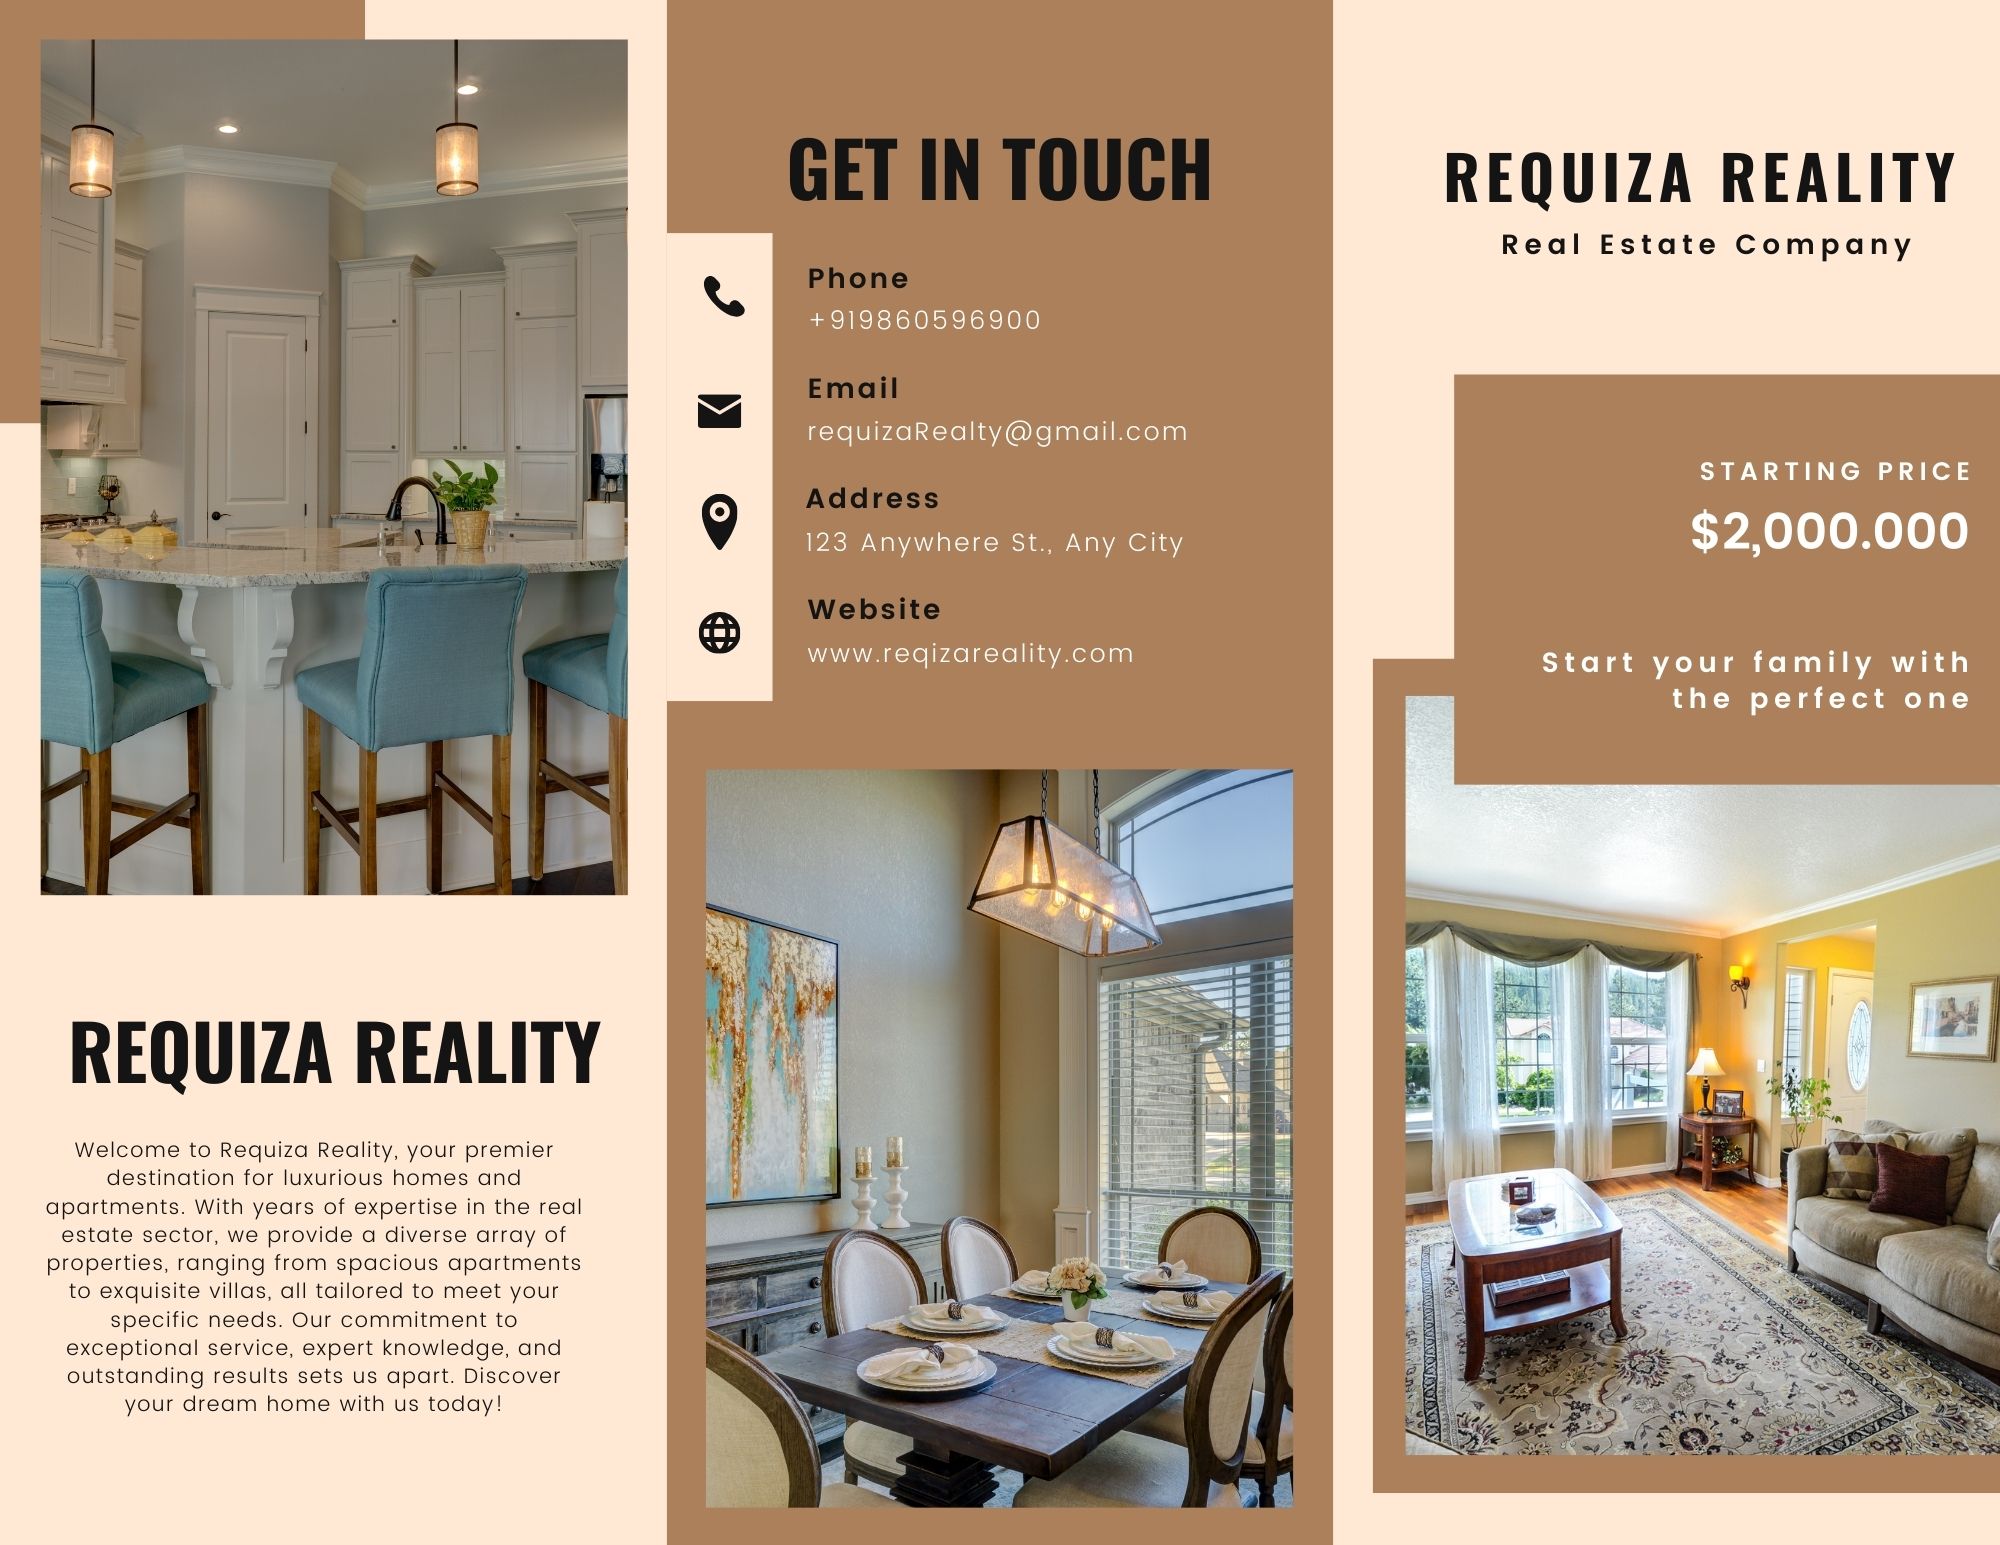 REQUIZA REALITY
Welcome to Requiza Reality, your premier
destination for luxurious homes and
apartments. With years of expertise in the real
estate sector, we provide a diverse array of
properties, ranging from spacious apartments
to exquisite villas, all tailored to meet your
specific needs. Our commitment to
exceptional service, expert knowledge, and
outstanding results sets us apart. Discover
your dream home with us today!
GET IN TOUCH
Phone
+919860596900
Email
requizaRealty@gmail.com
Address
123 Anywhere St., Any City
Website
www.reqizareality.com
REQUIZA REALITY
Real Estate Company
STARTING PRICE
$2,000.000
Start your family with
the perfect one